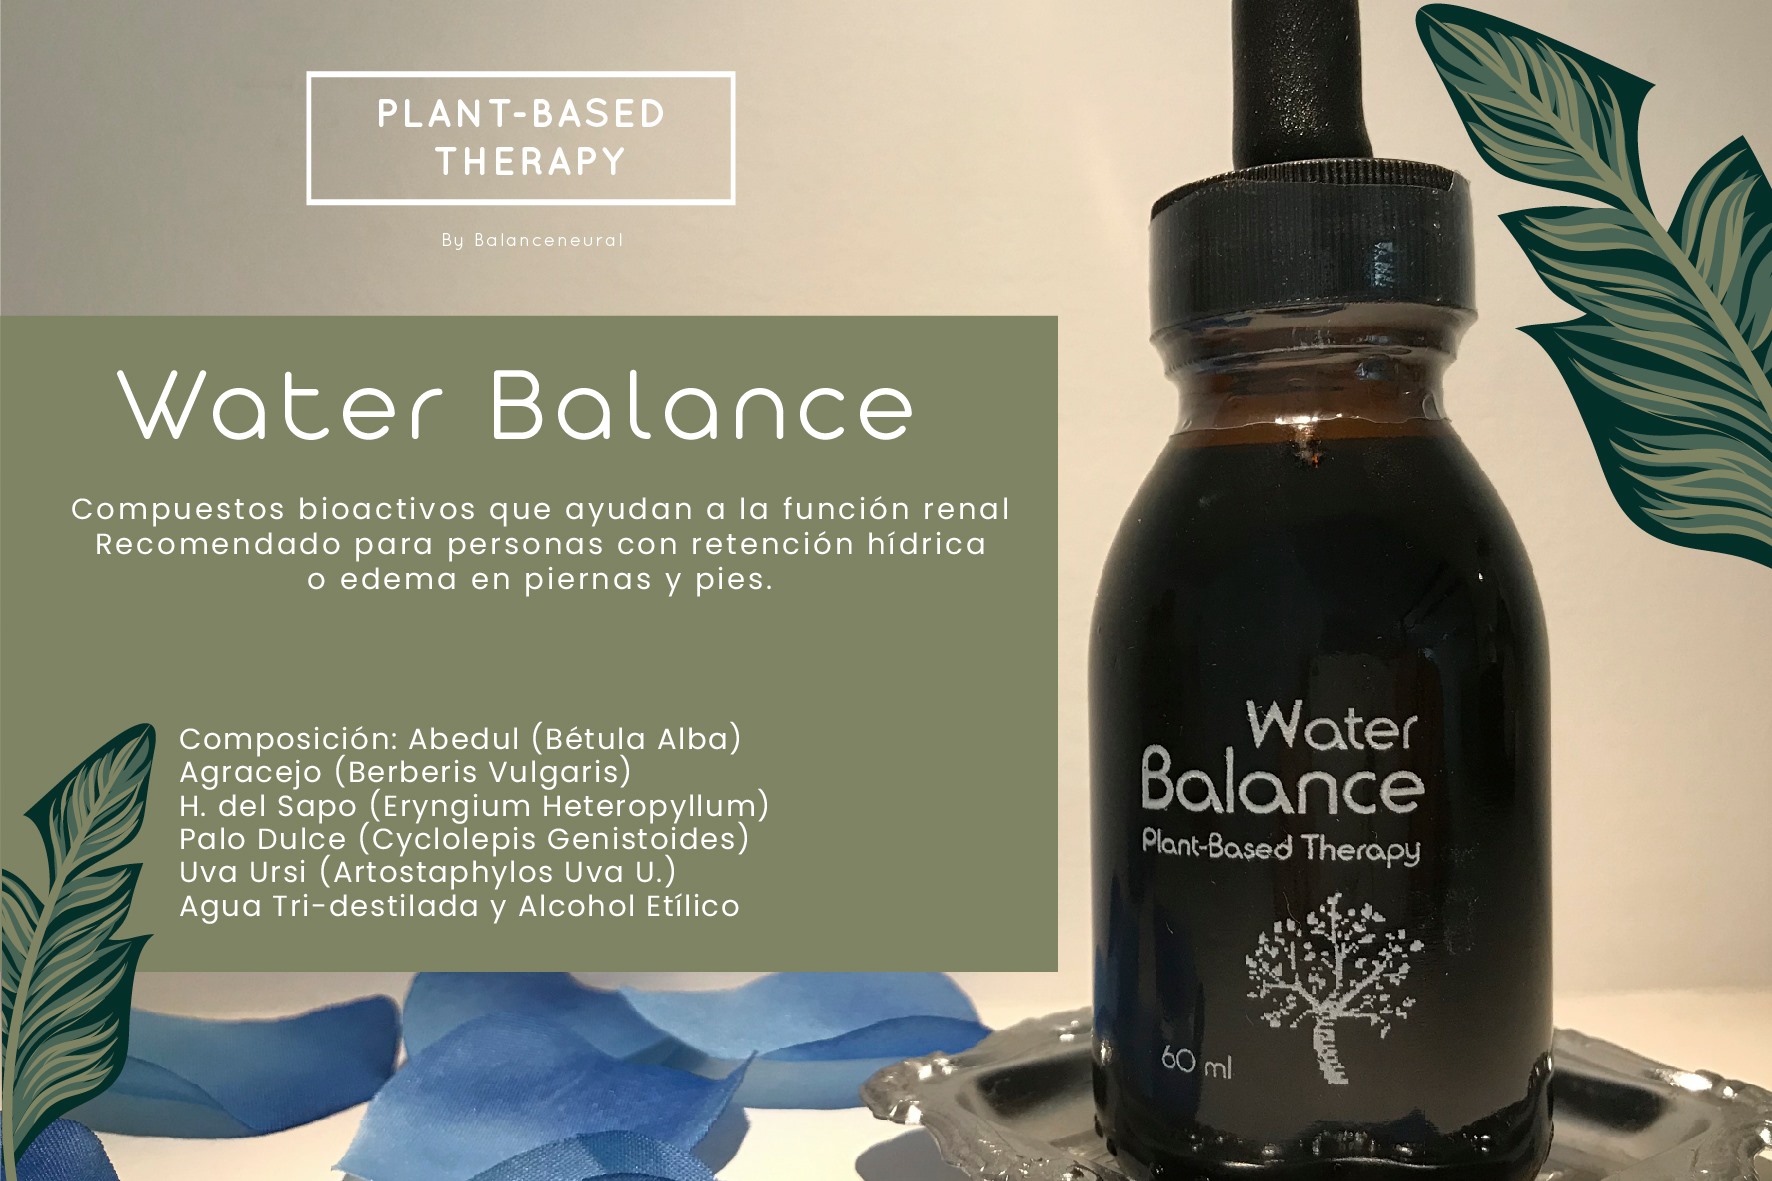 PLANT-BASED
THERAPY
By Balanceneural
Water Balance
Compuestos bioactivos que ayudan a la función renal
Recomendado para personas con retención hídrica
o edema en piernas y pies.
Composición: Abedul (Bétula Alba)
Agracejo (Berberis Vulgaris)
H. del Sapo (Eryngium Heteropyllum)
Palo Dulce (Cyclolepis Genistoides)
Uva Ursi (Artostaphylos Uva U.)
Agua Tri-destilada y Alcohol Etílico
Water
Balance
Plant-Based Therapy
60 ml